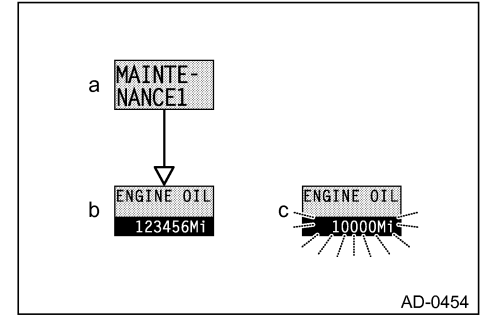 a
MAINTE-
NANCE1
b
ENGINE OIL
123456Mi
c
ENGINE OIL
10000Mi
AD-0454